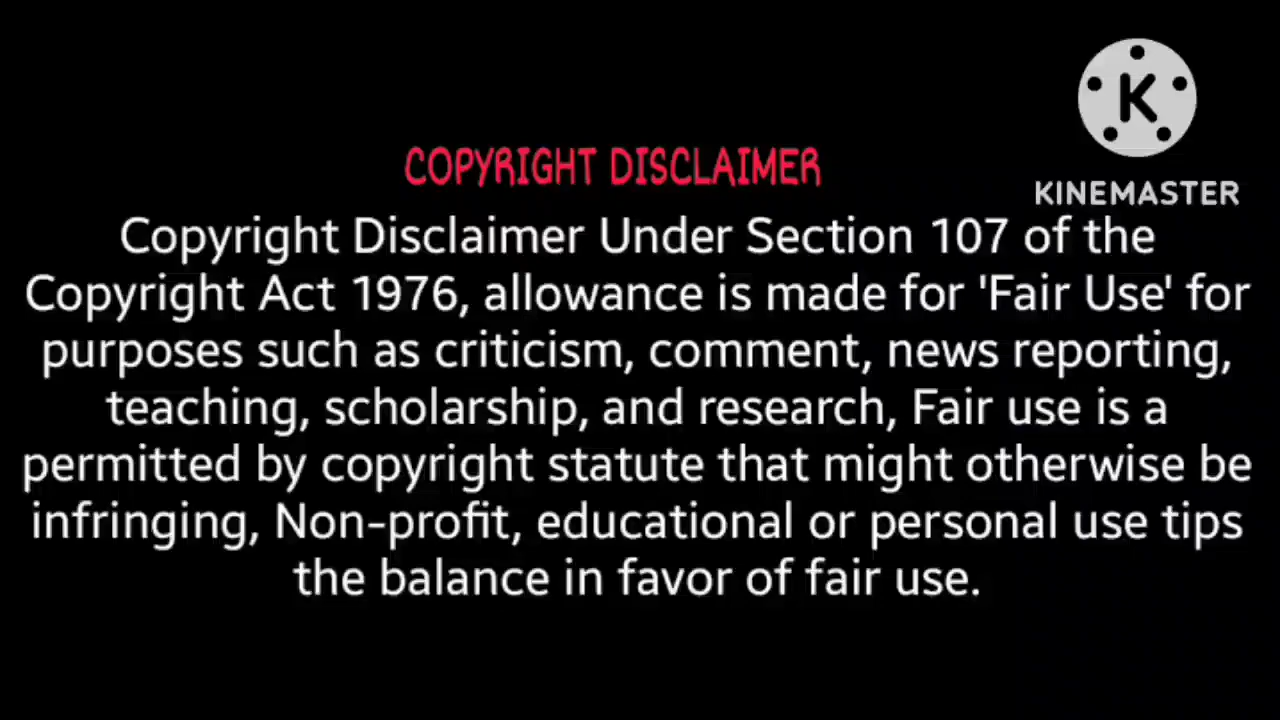 K
KINEMASTER
COPYRIGHT DISCLAIMER
Copyright Disclaimer Under Section 107 of the
Copyright Act 1976, allowance is made for 'Fair Use' for
purposes such as criticism, comment, news reporting,
teaching, scholarship, and research, Fair use is a
permitted by copyright statute that might otherwise be
infringing, Non-profit, educational or personal use tips
the balance in favor of fair use.